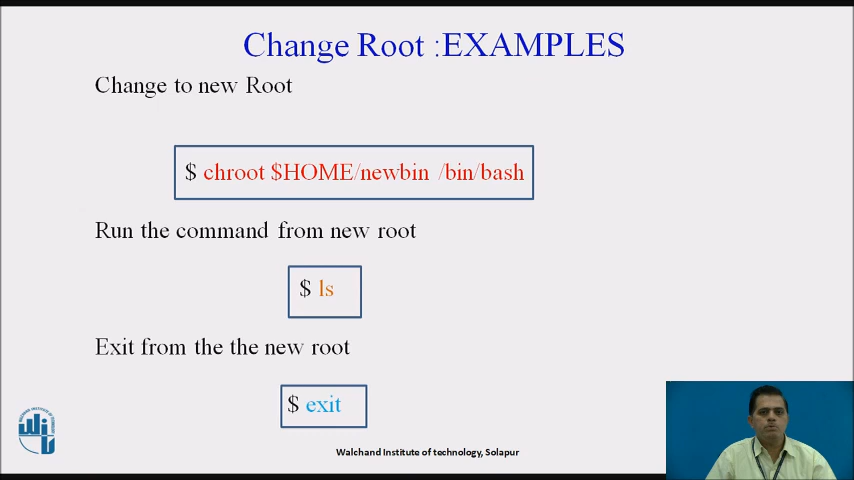 Change Root :EXAMPLES
Change to new Root
$ chroot $HOME/newbin /bin/bash
Run the command from new root
$ ls
Exit from the the new root
$ exit
Walchand Institute of technology, Solapur